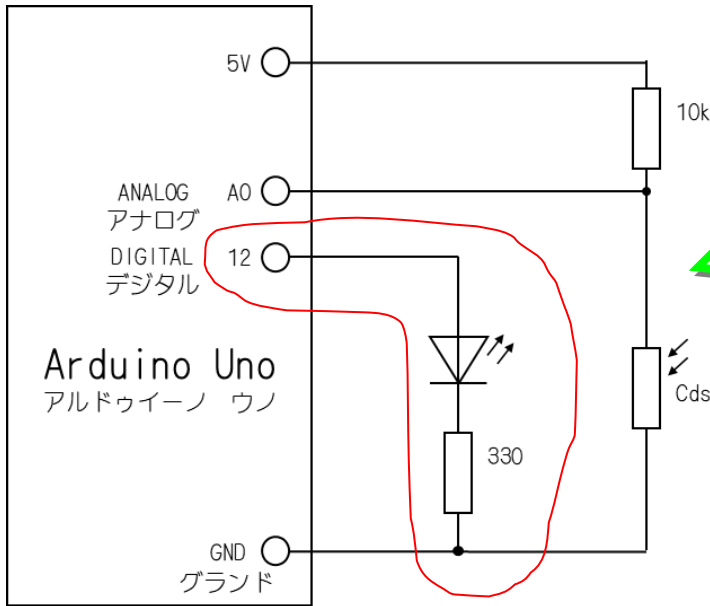 5V
10k
ANALOG A0
アナログ
DIGITAL 12
デジタル
Arduino Uno
アルドゥイーノ ウノ
Cds
330
GND
グランド